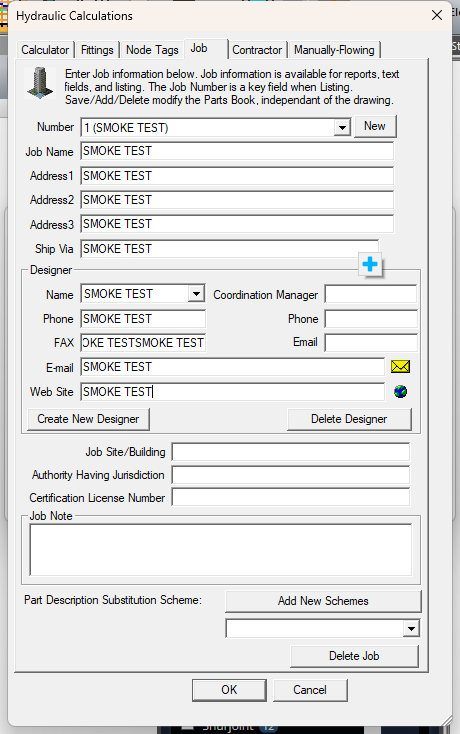 Hydraulic Calculations
Calculator Fittings Node Tags Job Contractor Manually-Flowing
Enter Job information below. Job information is available for reports, text
fields, and listing. The Job Number is a key field when Listing.
Save/Add/Delete modify the Parts Book, independant of the drawing.
Number 1 (SMOKE TEST) New
Job Name SMOKE TEST
Address1 SMOKE TEST
Address2 SMOKE TEST
Address3 SMOKE TEST
Ship Via SMOKE TEST
Designer
Name SMOKE TEST Coordination Manager
Phone SMOKE TEST Phone
FAX OKE TESTSMOKE TEST Email
E-mail SMOKE TEST
Web Site SMOKE TEST
Create New Designer Delete Designer
Job Site/Building
Authority Having Jurisdiction
Certification License Number
Job Note
Part Description Substitution Scheme: Add New Schemes
Delete Job
OK Cancel
12